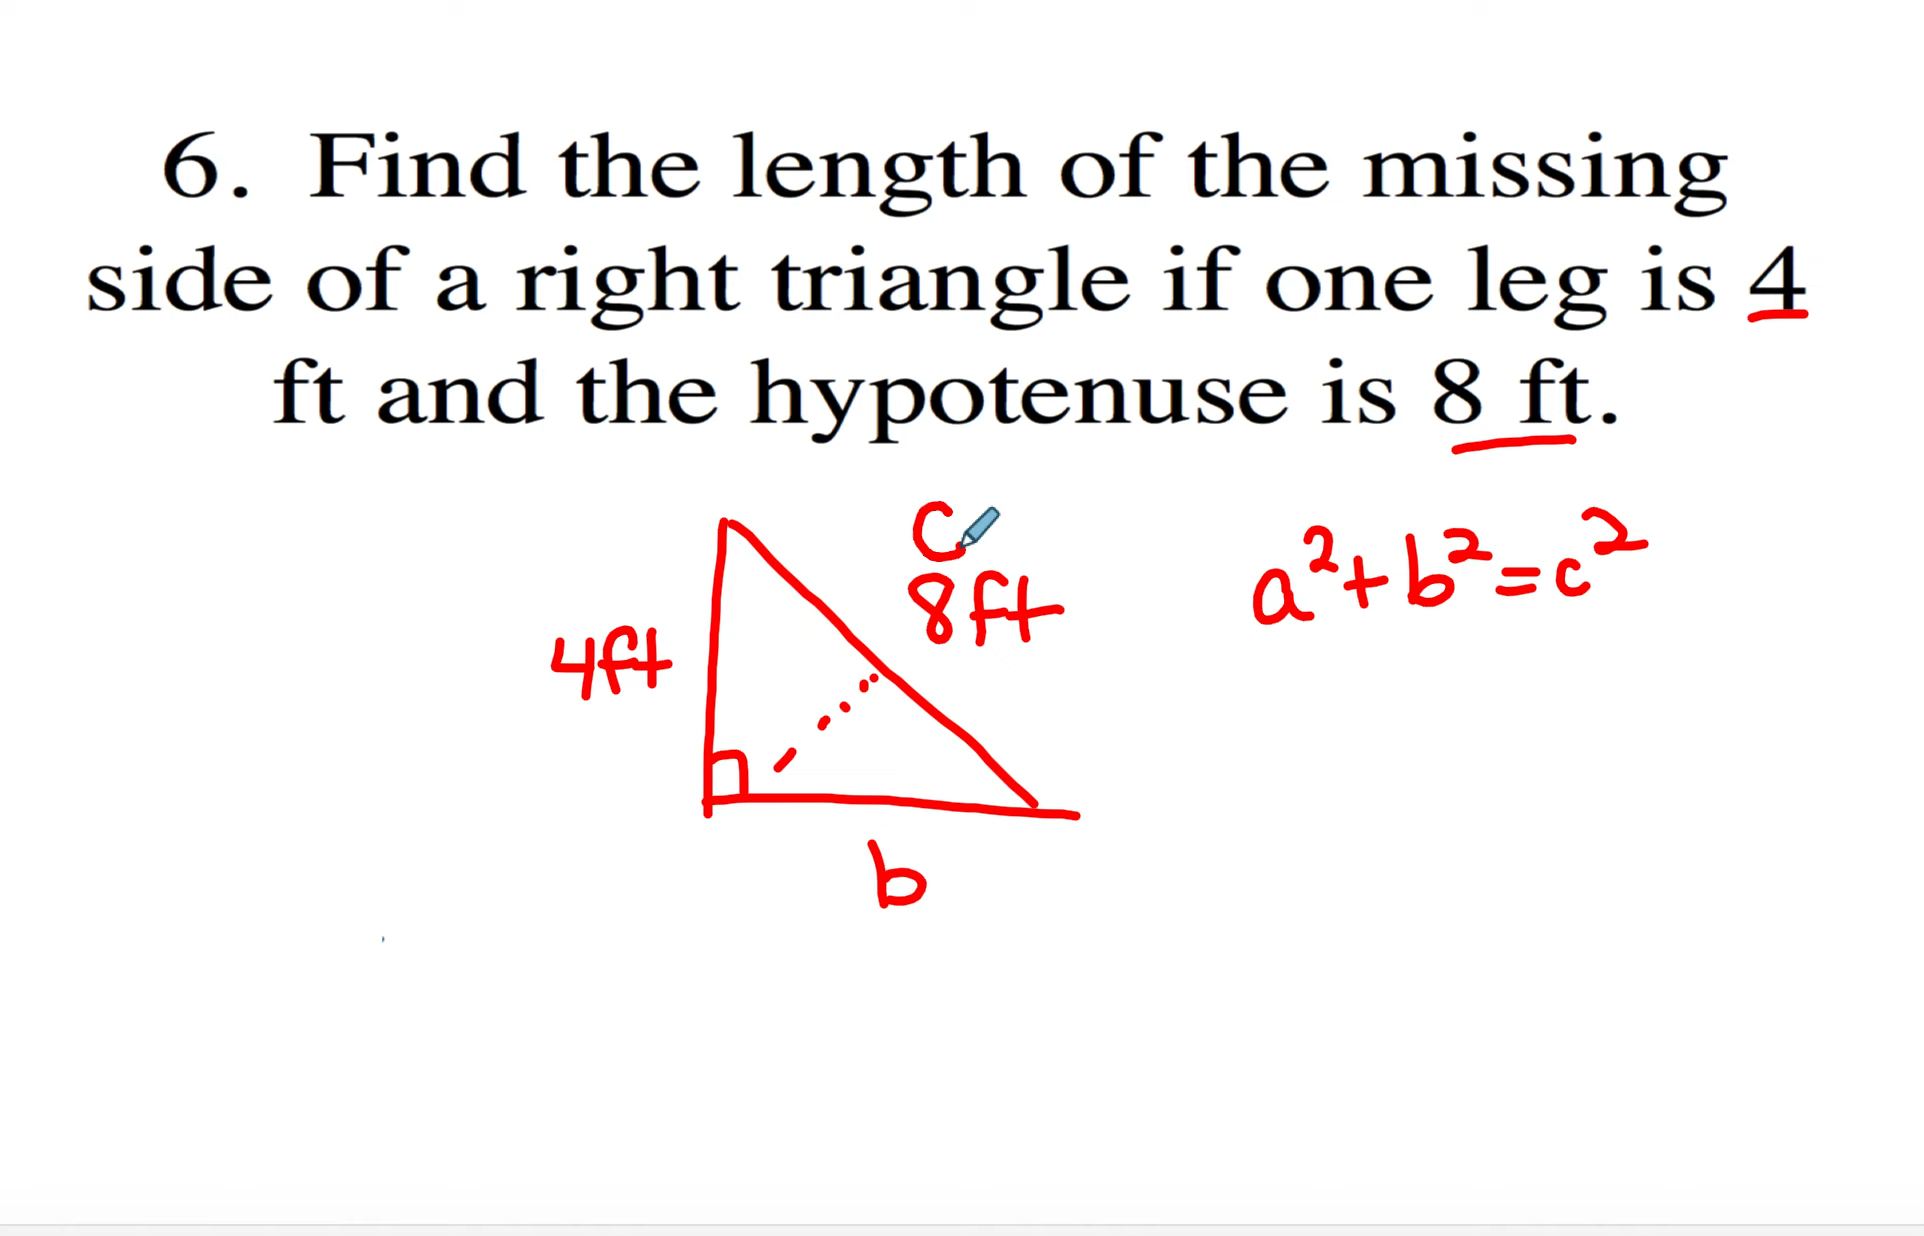 6. Find the length of the missing
side of a right triangle if one leg is 4
ft and the hypotenuse is 8 ft.
c
8ft
a²+b²=c²
4ft
b